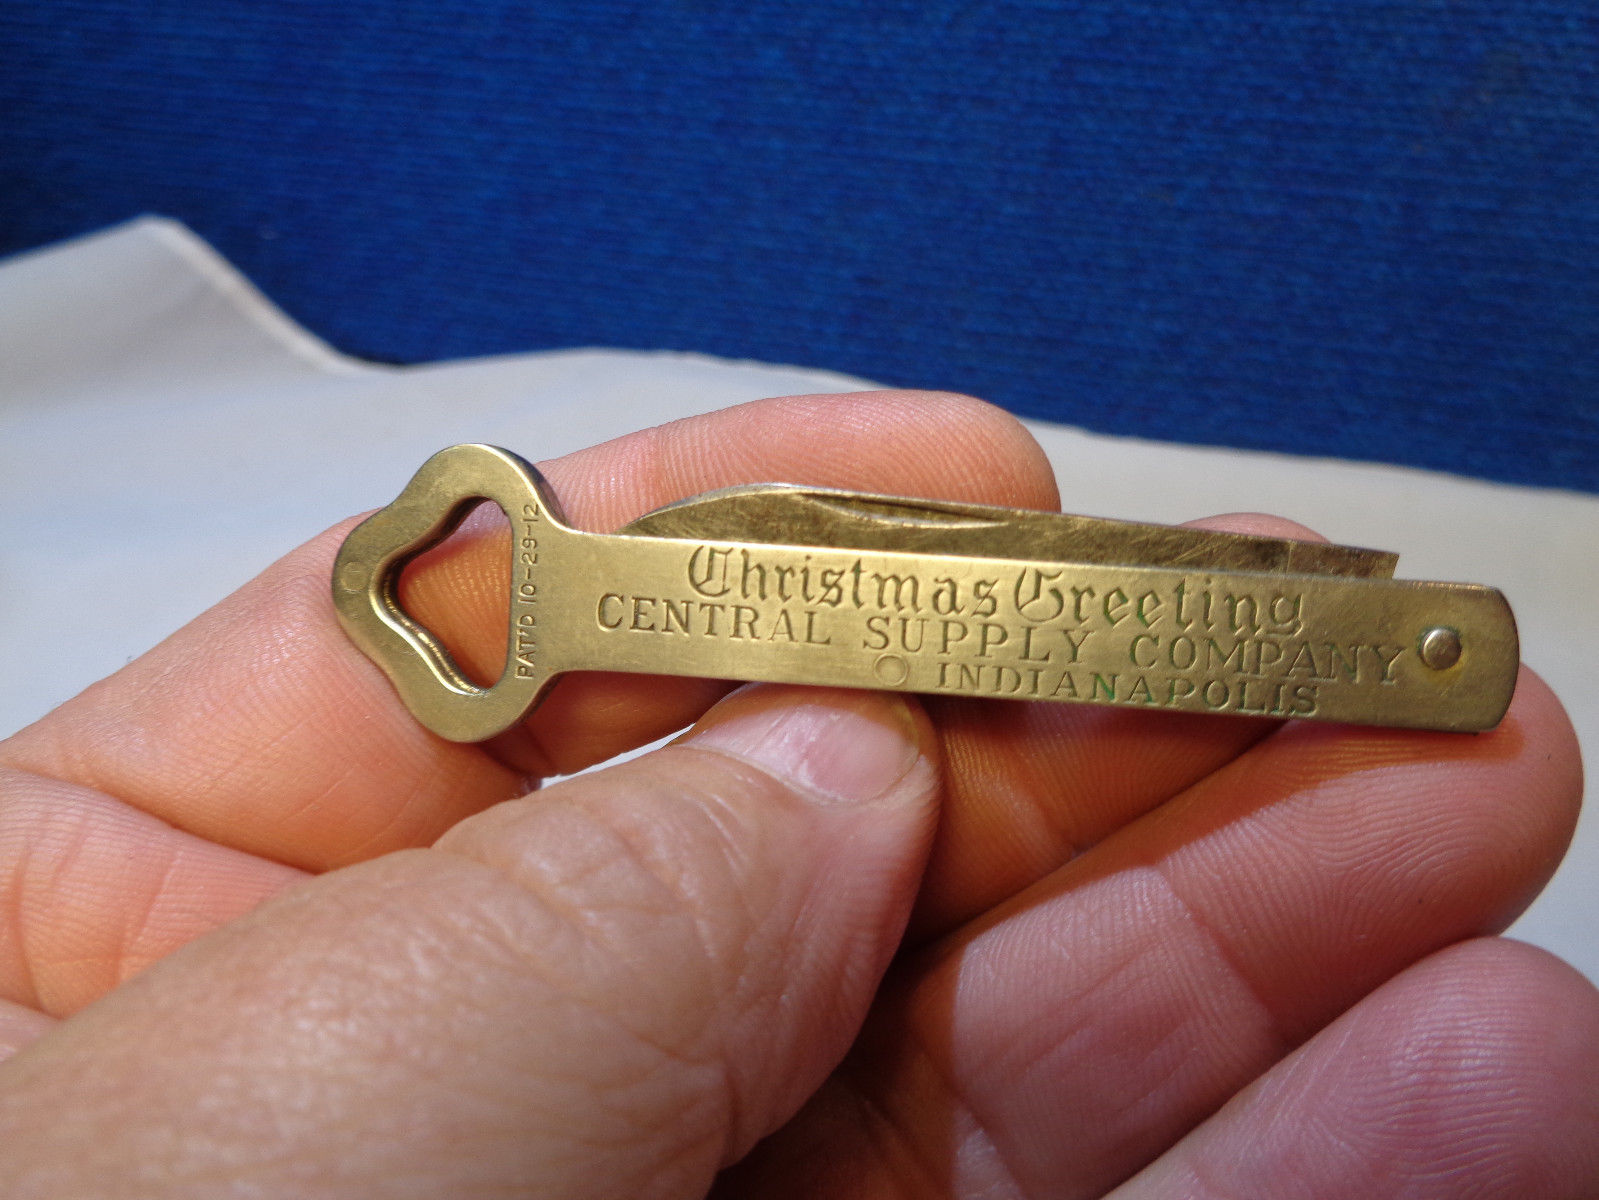 PAT'D 10-29-12
Christmas Greeting
CENTRAL SUPPLY COMPANY
INDIANAPOLIS